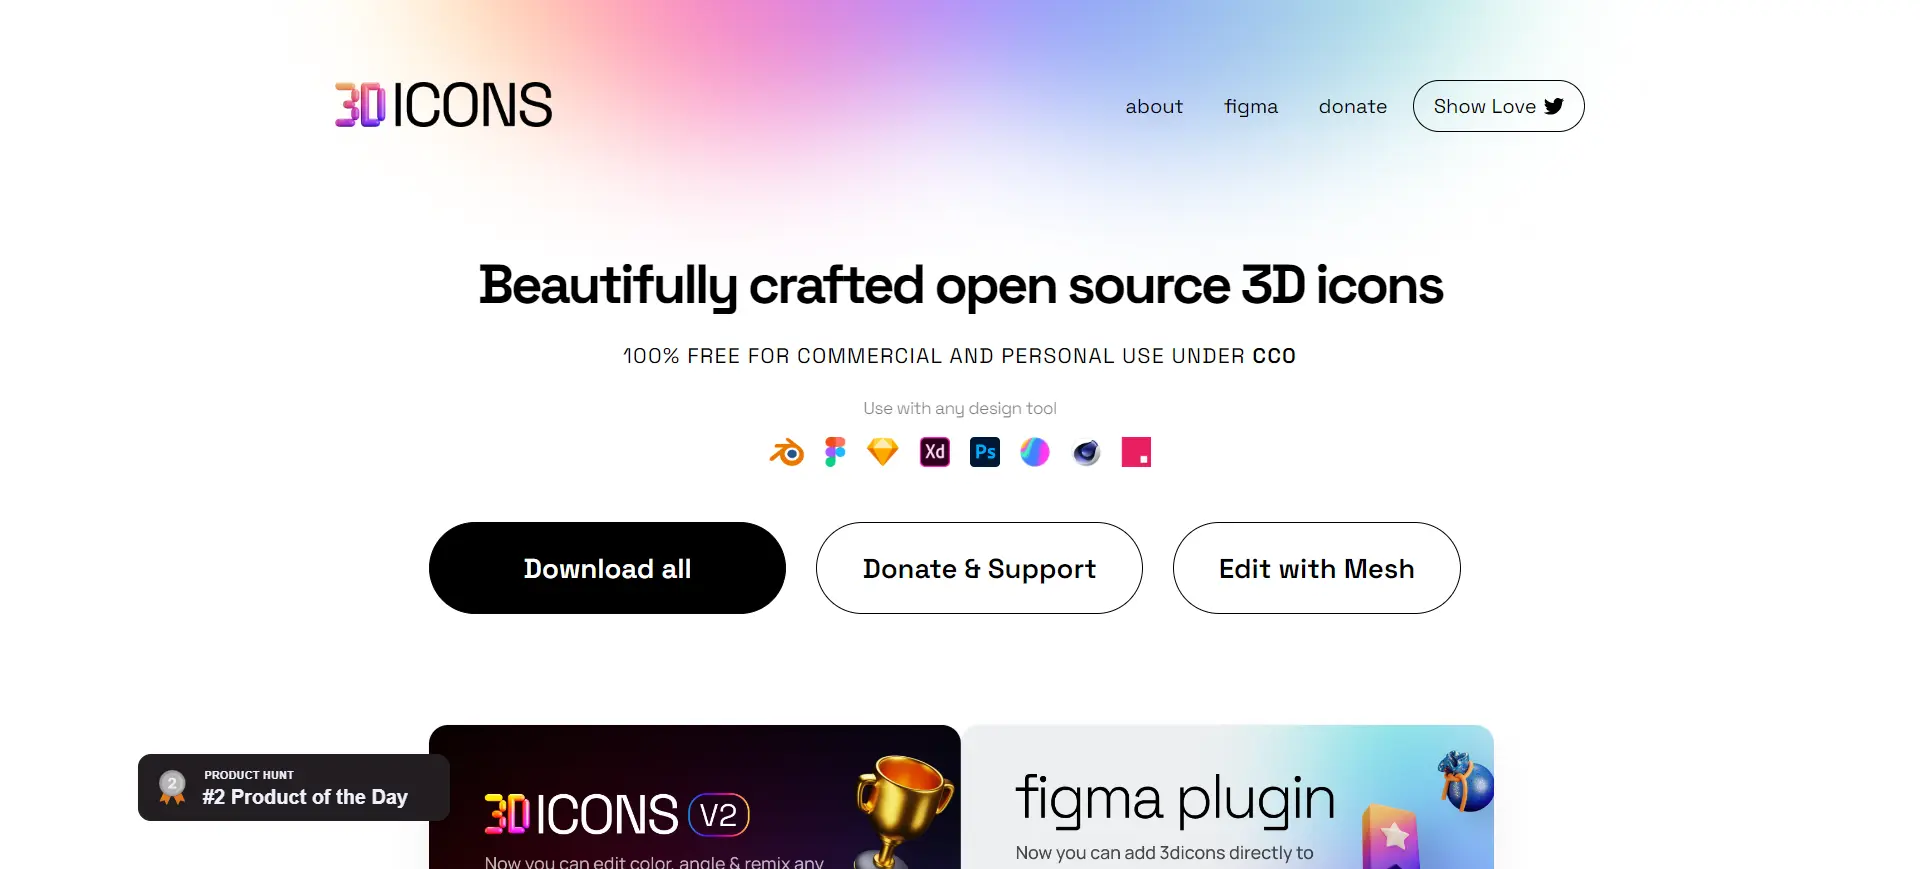 3D ICONS
about
figma
donate
Show Love
Beautifully crafted open source 3D icons
100% FREE FOR COMMERCIAL AND PERSONAL USE UNDER CC0
Use with any design tool
Xd
Ps
Download all
Donate & Support
Edit with Mesh
2
PRODUCT HUNT
#2 Product of the Day
3D ICONS V2
Now you can edit color, angle & remix any
figma plugin
Now you can add 3dicons directly to